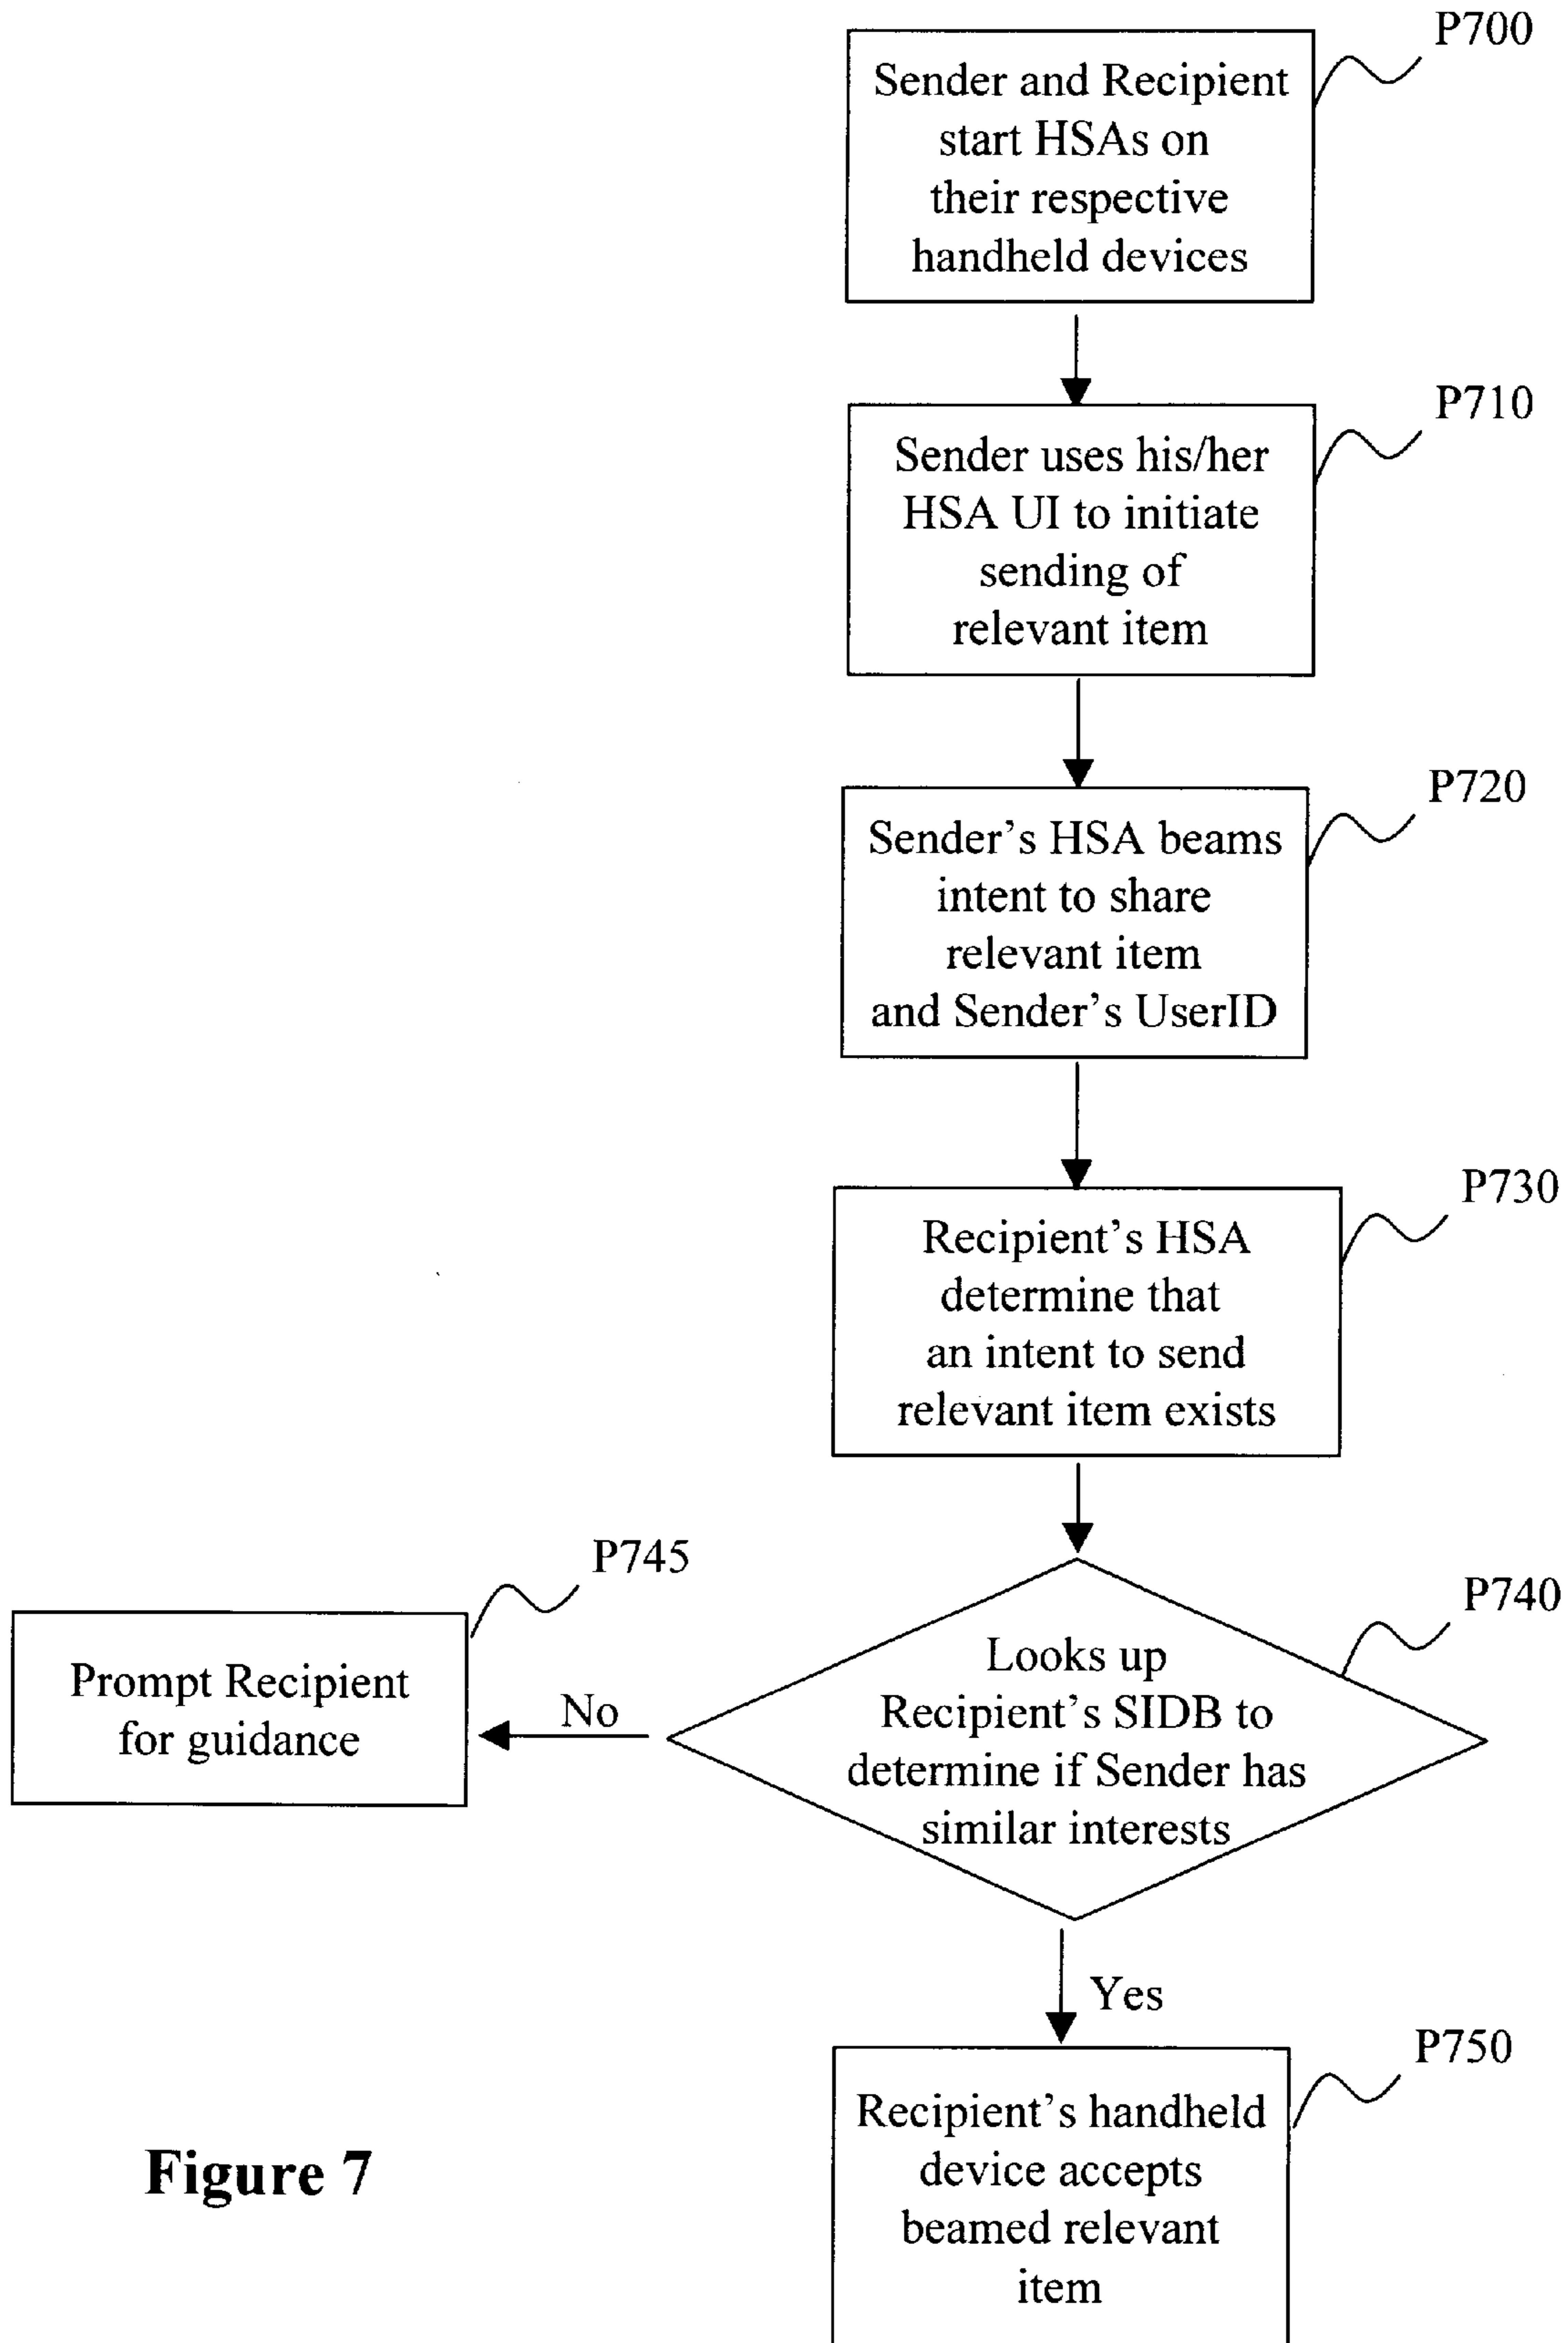 P700
Sender and Recipient
start HSAs on
their respective
handheld devices
P710
Sender uses his/her
HSA UI to initiate
sending of
relevant item
P720
Sender's HSA beams
intent to share
relevant item
and Sender's UserID
P730
Recipient's HSA
determine that
an intent to send
relevant item exists
P745
Prompt Recipient
for guidance
No
P740
Looks up
Recipient's SIDB to
determine if Sender has
similar interests
Yes
P750
Recipient's handheld
device accepts
beamed relevant
item
Figure 7